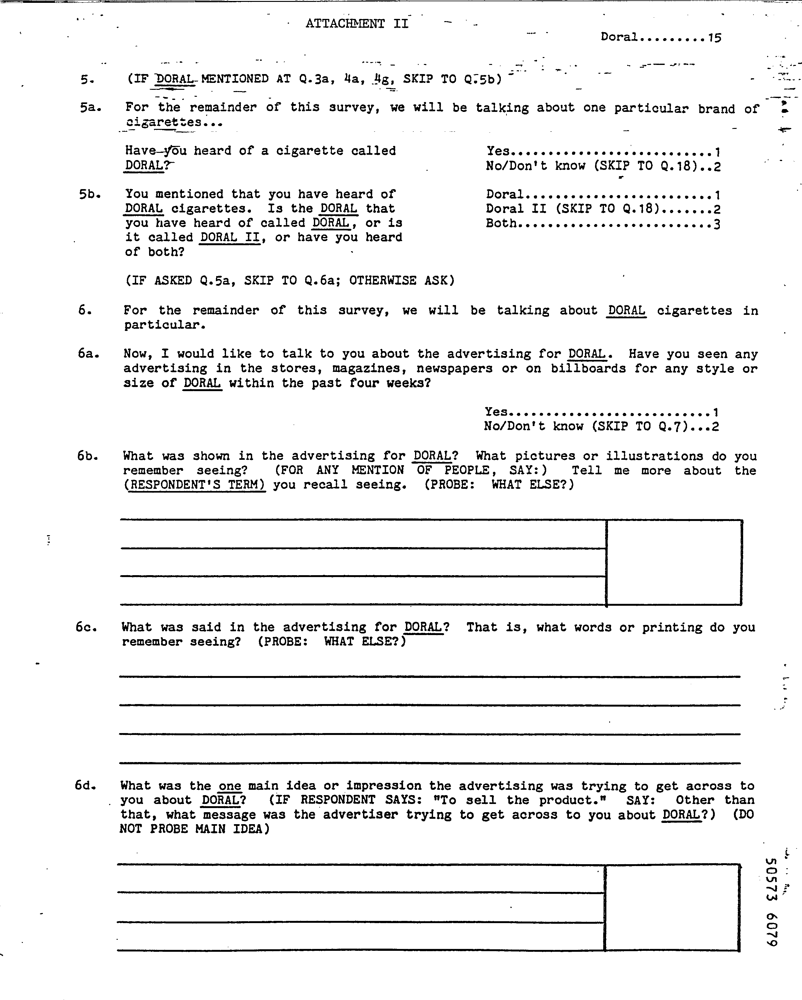 ATTACHMENT II
Doral.........15
5. (IF DORAL MENTIONED AT Q.3a, 4a, 4g, SKIP TO Q.5b)
5a. For the remainder of this survey, we will be talking about one particular brand of
cigarettes...
Have you heard of a cigarette called
DORAL?
Yes...........................1
No/Don't know (SKIP TO Q.18)..2
5b. You mentioned that you have heard of
DORAL cigarettes. Is the DORAL that
you have heard of called DORAL, or is
it called DORAL II, or have you heard
of both?
Doral.........................1
Doral II (SKIP TO Q.18).......2
Both..........................3
(IF ASKED Q.5a, SKIP TO Q.6a; OTHERWISE ASK)
6. For the remainder of this survey, we will be talking about DORAL cigarettes in
particular.
6a. Now, I would like to talk to you about the advertising for DORAL. Have you seen any
advertising in the stores, magazines, newspapers or on billboards for any style or
size of DORAL within the past four weeks?
Yes...........................1
No/Don't know (SKIP TO Q.7)...2
6b. What was shown in the advertising for DORAL? What pictures or illustrations do you
remember seeing? (FOR ANY MENTION OF PEOPLE, SAY:) Tell me more about the
(RESPONDENT'S TERM) you recall seeing. (PROBE: WHAT ELSE?)
6c. What was said in the advertising for DORAL? That is, what words or printing do you
remember seeing? (PROBE: WHAT ELSE?)
6d. What was the one main idea or impression the advertising was trying to get across to
you about DORAL? (IF RESPONDENT SAYS: "To sell the product." SAY: Other than
that, what message was the advertiser trying to get across to you about DORAL?) (DO
NOT PROBE MAIN IDEA)
50573 6079